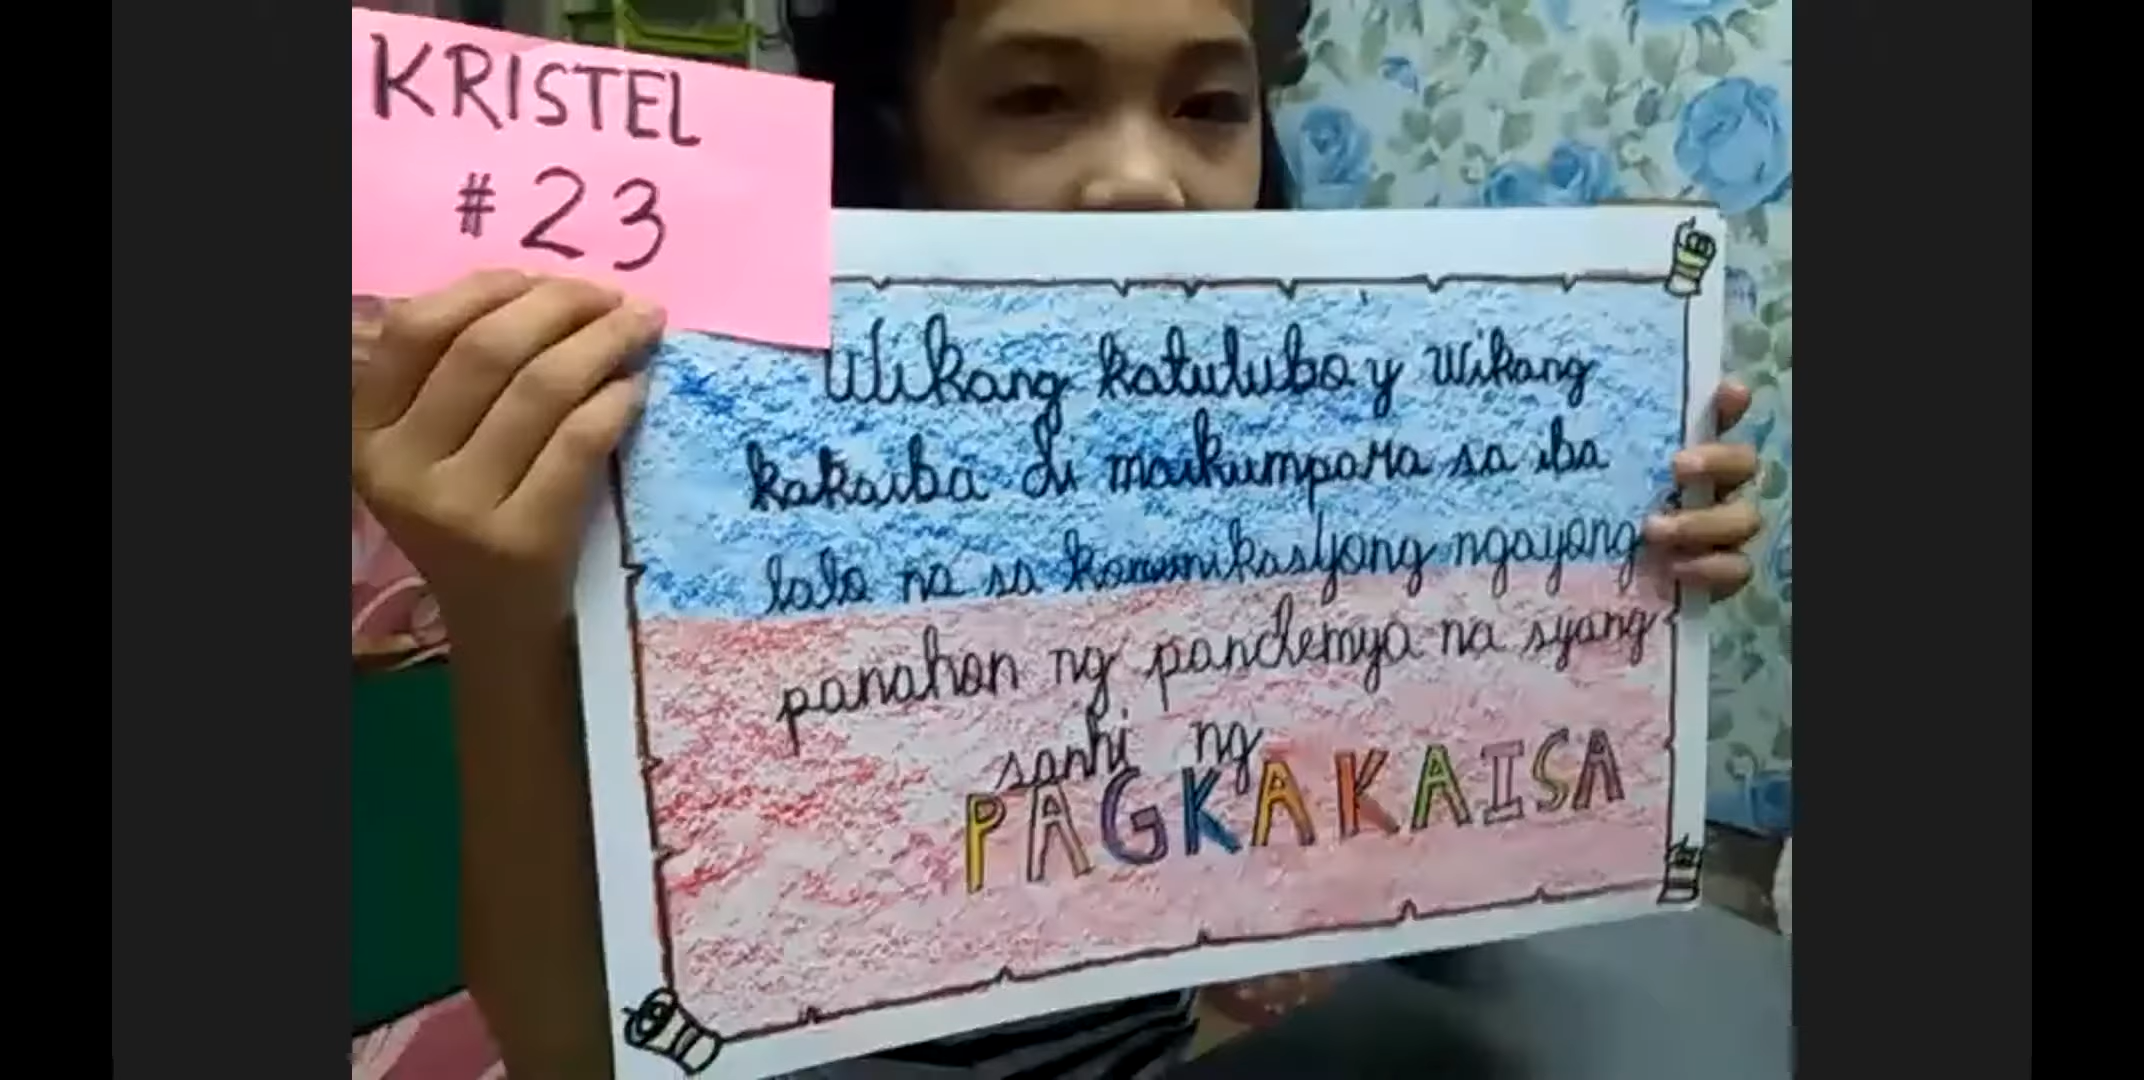 KRISTEL
#23
Wikang katutubo y wikang
kakaiba di maikumpara sa iba
lalo na sa komunikasyong ngayong
panahon ng pandemya na syang
sanhi ng
PAGKAKAISA